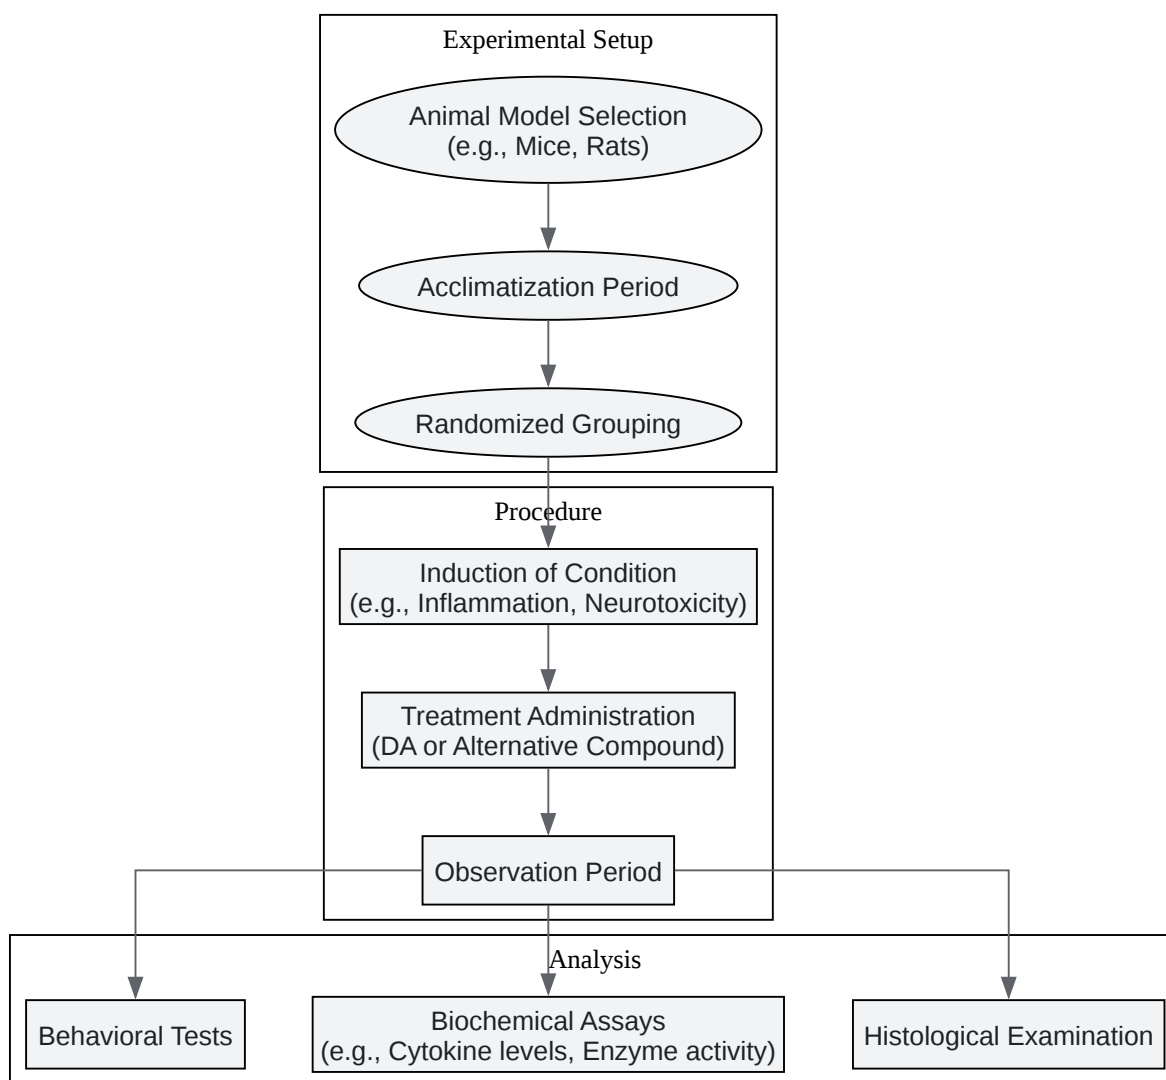 Experimental Setup
Animal Model Selection
(e.g., Mice, Rats)
Acclimatization Period
Randomized Grouping
Procedure
Induction of Condition
(e.g., Inflammation, Neurotoxicity)
Treatment Administration
(DA or Alternative Compound)
Observation Period
Analysis
Behavioral Tests
Biochemical Assays
(e.g., Cytokine levels, Enzyme activity)
Histological Examination